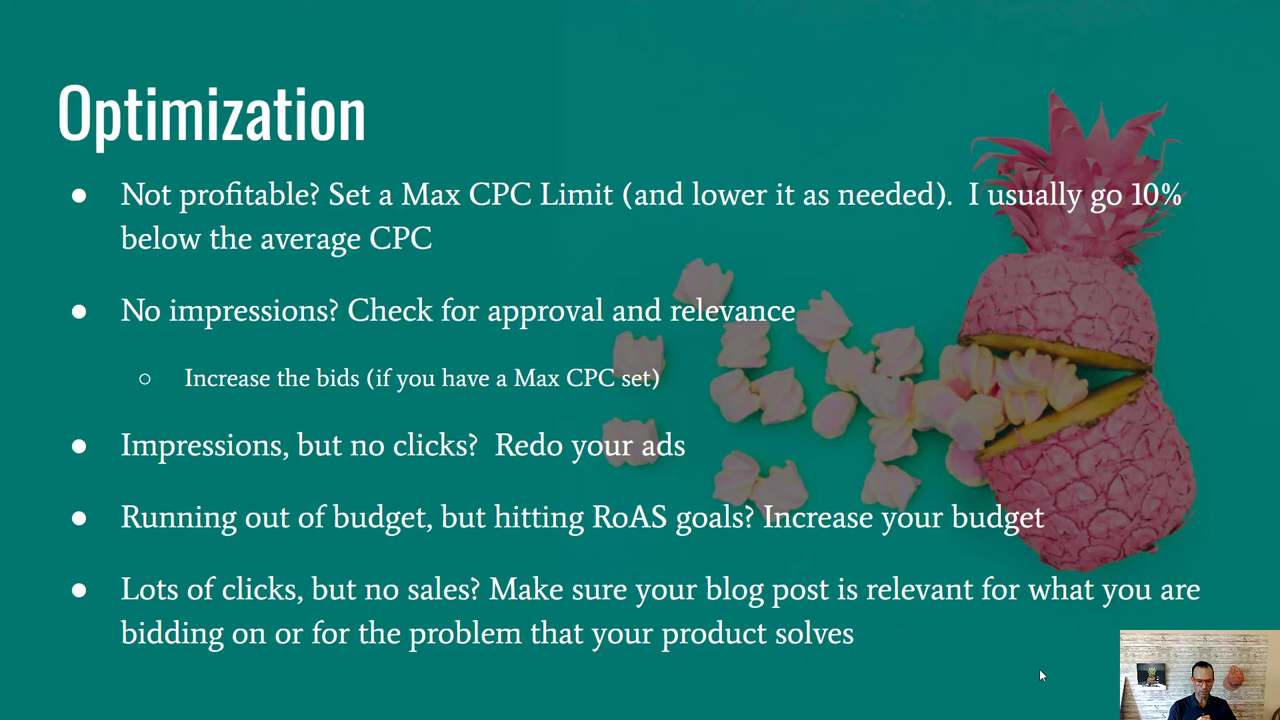 Optimization
● Not profitable? Set a Max CPC Limit (and lower it as needed).  I usually go 10%
below the average CPC
● No impressions? Check for approval and relevance
○ Increase the bids (if you have a Max CPC set)
● Impressions, but no clicks?  Redo your ads
● Running out of budget, but hitting RoAS goals? Increase your budget
● Lots of clicks, but no sales? Make sure your blog post is relevant for what you are
bidding on or for the problem that your product solves